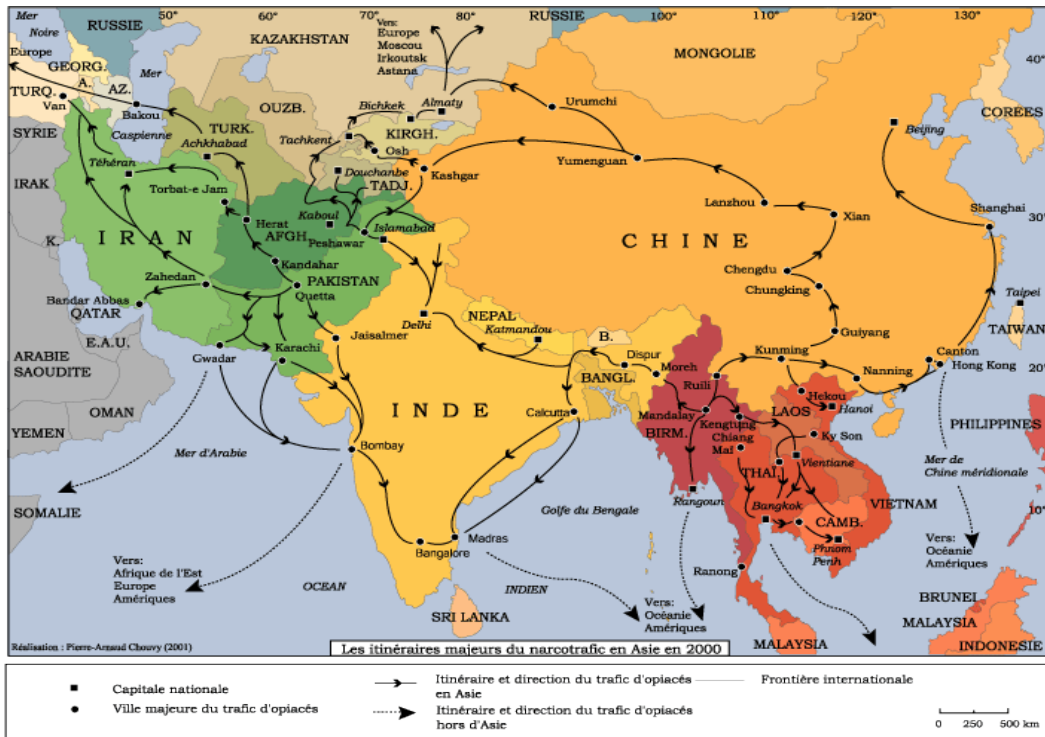 50°
70°
100°
110°
120°
130°
Mer
Noire
RUSSIE
KAZAKHSTAN
Vers:
Europe
Moscou
Irkoutsk
Astana
RUSSIE
MONGOLIE
40°
Europe
GEORG.
A.
AZ.
Mer
Caspienne
TURQ.
Van
Bakou
OUZB.
Bichkek
Almaty
Urumchi
Beijing
COREES
SYRIE
TURK.
Achkhabad
Tachkent
KIRGH.
Osh
Yumenguan
Téhéran
Douchanbe
TADJ.
Kashgar
IRAK
Torbat-e Jam
Lanzhou
Xian
Shanghai
30°
K.
IRAN
Herat
AFGH.
Kaboul
Peshawar
Islamabad
CHINE
Kandahar
Zahedan
PAKISTAN
Quetta
Chengdu
Chungking
Bandar Abbas
QATAR
Delhi
NEPAL
Katmandou
Taipei
E.A.U.
Jaisalmer
B.
Guiyang
TAIWAN
ARABIE
SAOUDITE
Gwadar
Karachi
Dispur
BANGL.
Moreh
Ruili
Kunming
Nanning
Canton
Hong Kong
20°
OMAN
INDE
Calcutta
Mandalay
BIRM.
Kengtung
Chiang
Mai
LAOS
Hekou
Hanoi
Ky Son
PHILIPPINES
YEMEN
Mer d'Arabie
Bombay
THAI.
Vientiane
Mer de
Chine méridionale
SOMALIE
Golfe du Bengale
Rangoun
Bangkok
VIETNAM
CAMB.
10°
Bangalore
Madras
Phnom
Penh
Vers:
Afrique de l'Est
Europe
Amériques
OCEAN
INDIEN
Ranong
Vers:
Océanie
Amériques
SRI LANKA
Vers:
Océanie
Amériques
BRUNEI
MALAYSIA
MALAYSIA
INDONESIE
Réalisation : Pierre-Arnaud Chouvy (2001)
Les itinéraires majeurs du narcotrafic en Asie en 2000
Capitale nationale
Ville majeure du trafic d'opiacés
Itinéraire et direction du trafic d'opiacés
en Asie
Itinéraire et direction du trafic d'opiacés
hors d'Asie
Frontière internationale
0 250 500 km